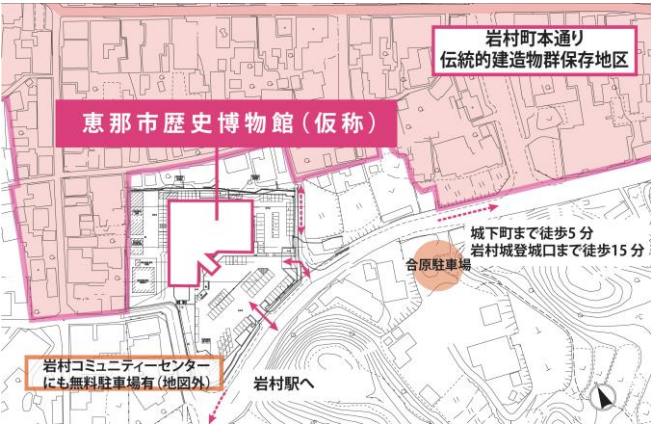 岩村町本通り
伝統的建造物群保存地区
恵那市歴史博物館(仮称)
城下町まで徒歩5分
岩村城登城口まで徒歩15分
合原駐車場
岩村コミュニティーセンター
にも無料駐車場有(地図外)
岩村駅へ